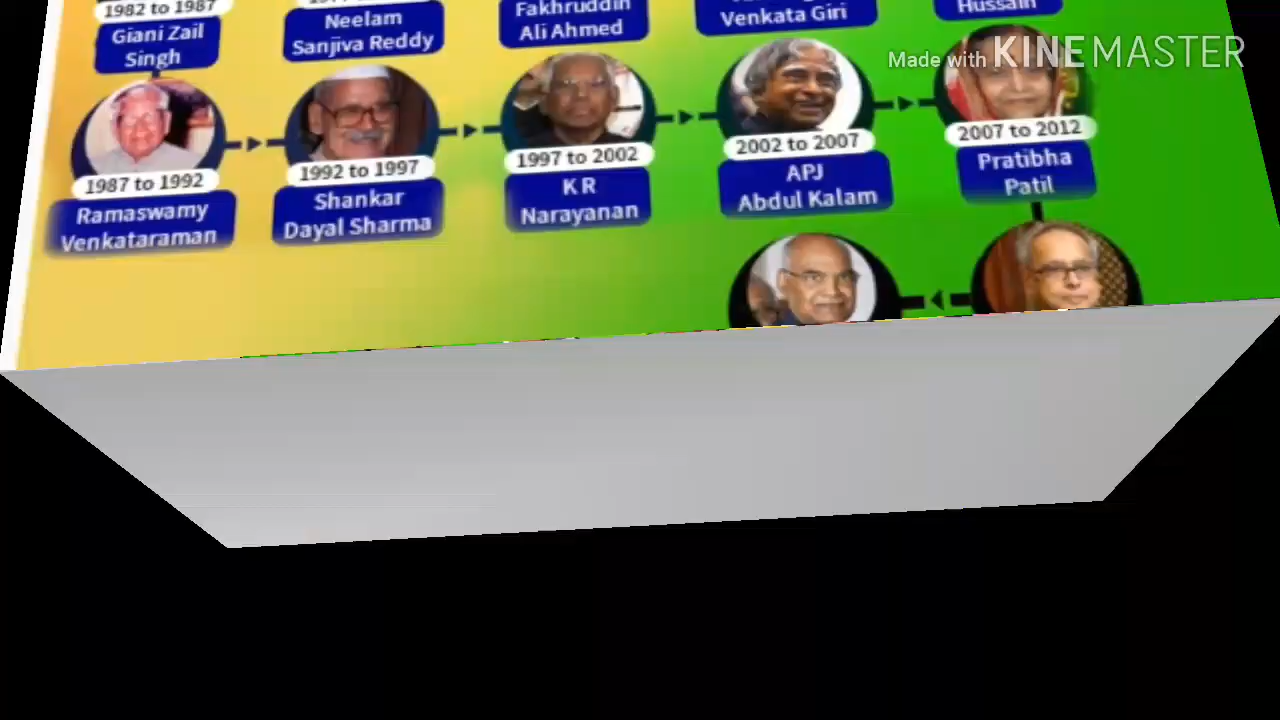 1982 to 1987
Giani Zail
Singh
Neelam
Sanjiva Reddy
Fakhruddin
Ali Ahmed
Venkata Giri
Hussain
Made with KINEMASTER
1987 to 1992
Ramaswamy
Venkataraman
1992 to 1997
Shankar
Dayal Sharma
1997 to 2002
K R
Narayanan
2002 to 2007
APJ
Abdul Kalam
2007 to 2012
Pratibha
Patil